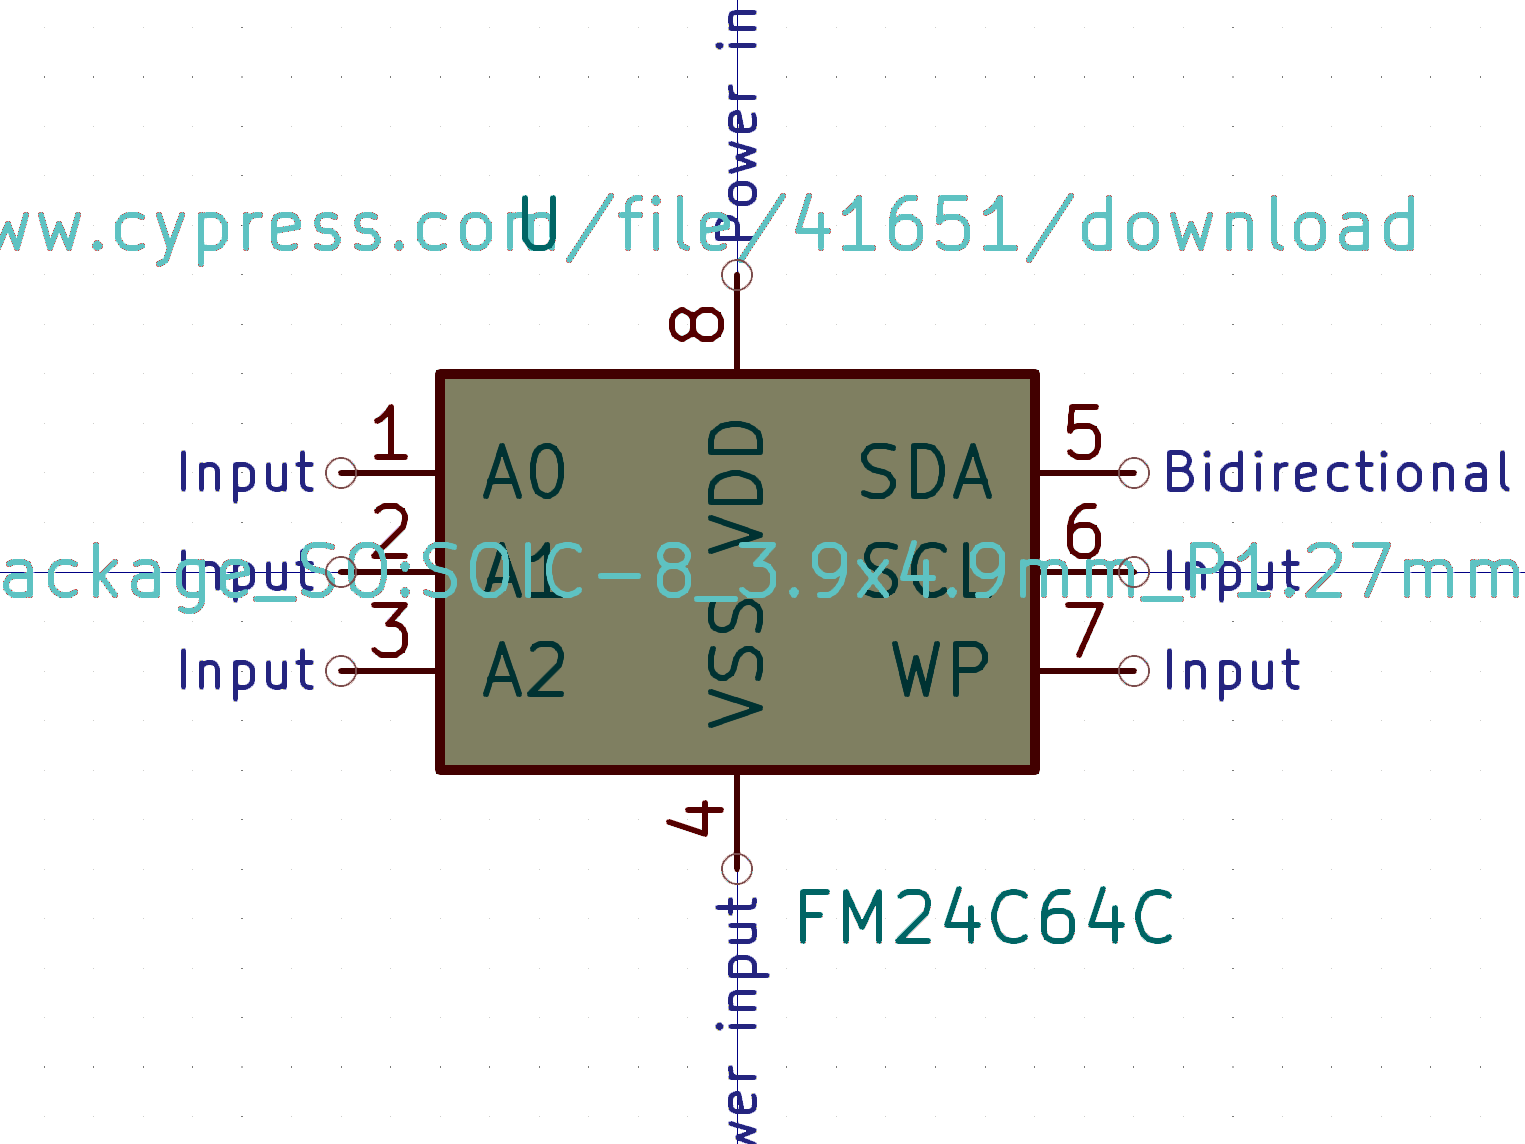 Power in
ww.cypress.com/file/41651/download
U
8
1
5
Input
A0
VDD
SDA
Bidirectional
2
6
Input
A1
SCL
Input
ackage_SO:SOIC-8_3.9x4.9mm_P1.27mm
3
7
Input
A2
VSS
WP
Input
4
FM24C64C
wer input